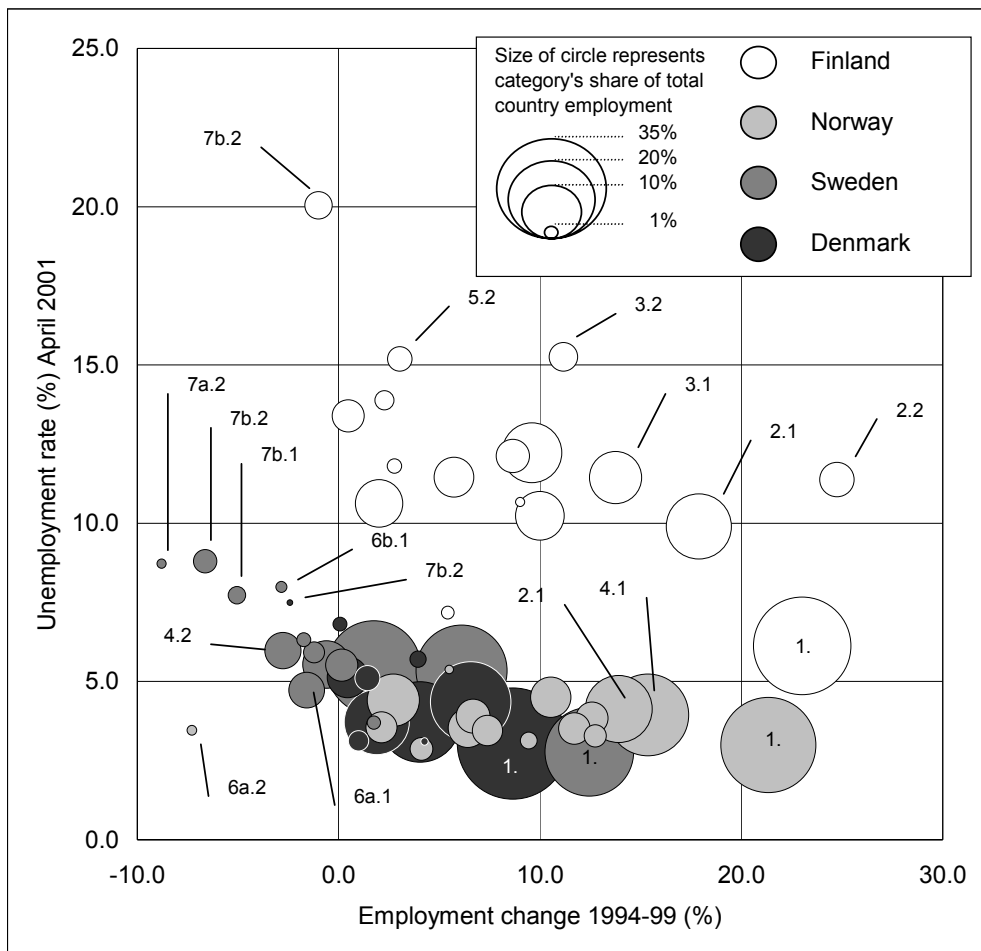 25.0
20.0
15.0
10.0
5.0
0.0
Unemployment rate (%) April 2001
Size of circle represents
category's share of total
country employment
35%
20%
10%
1%
Finland
Norway
Sweden
Denmark
7b.2
5.2
3.2
7a.2
7b.2
7b.1
3.1
2.1
2.2
6b.1
7b.2
2.1
4.1
4.2
1.
1.
1.
1.
6a.2
6a.1
-10.0
0.0
10.0
20.0
30.0
Employment change 1994-99 (%)